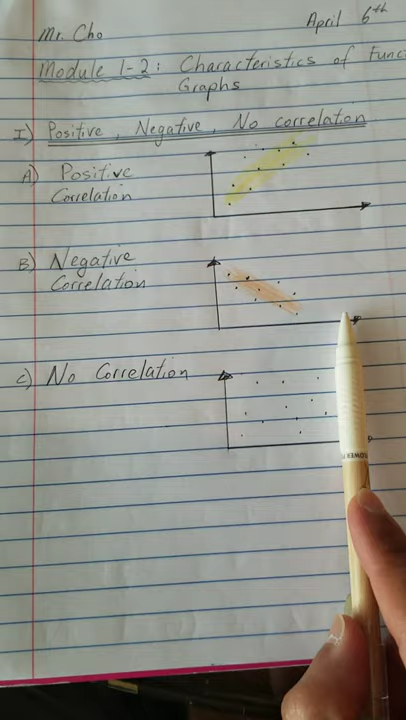 Mr. Cho
April 6th
Module 1-2: Characteristics of Func
Graphs
I) Positive, Negative, No correlation
A) Positive
Correlation
B) Negative
Correlation
C) No Correlation